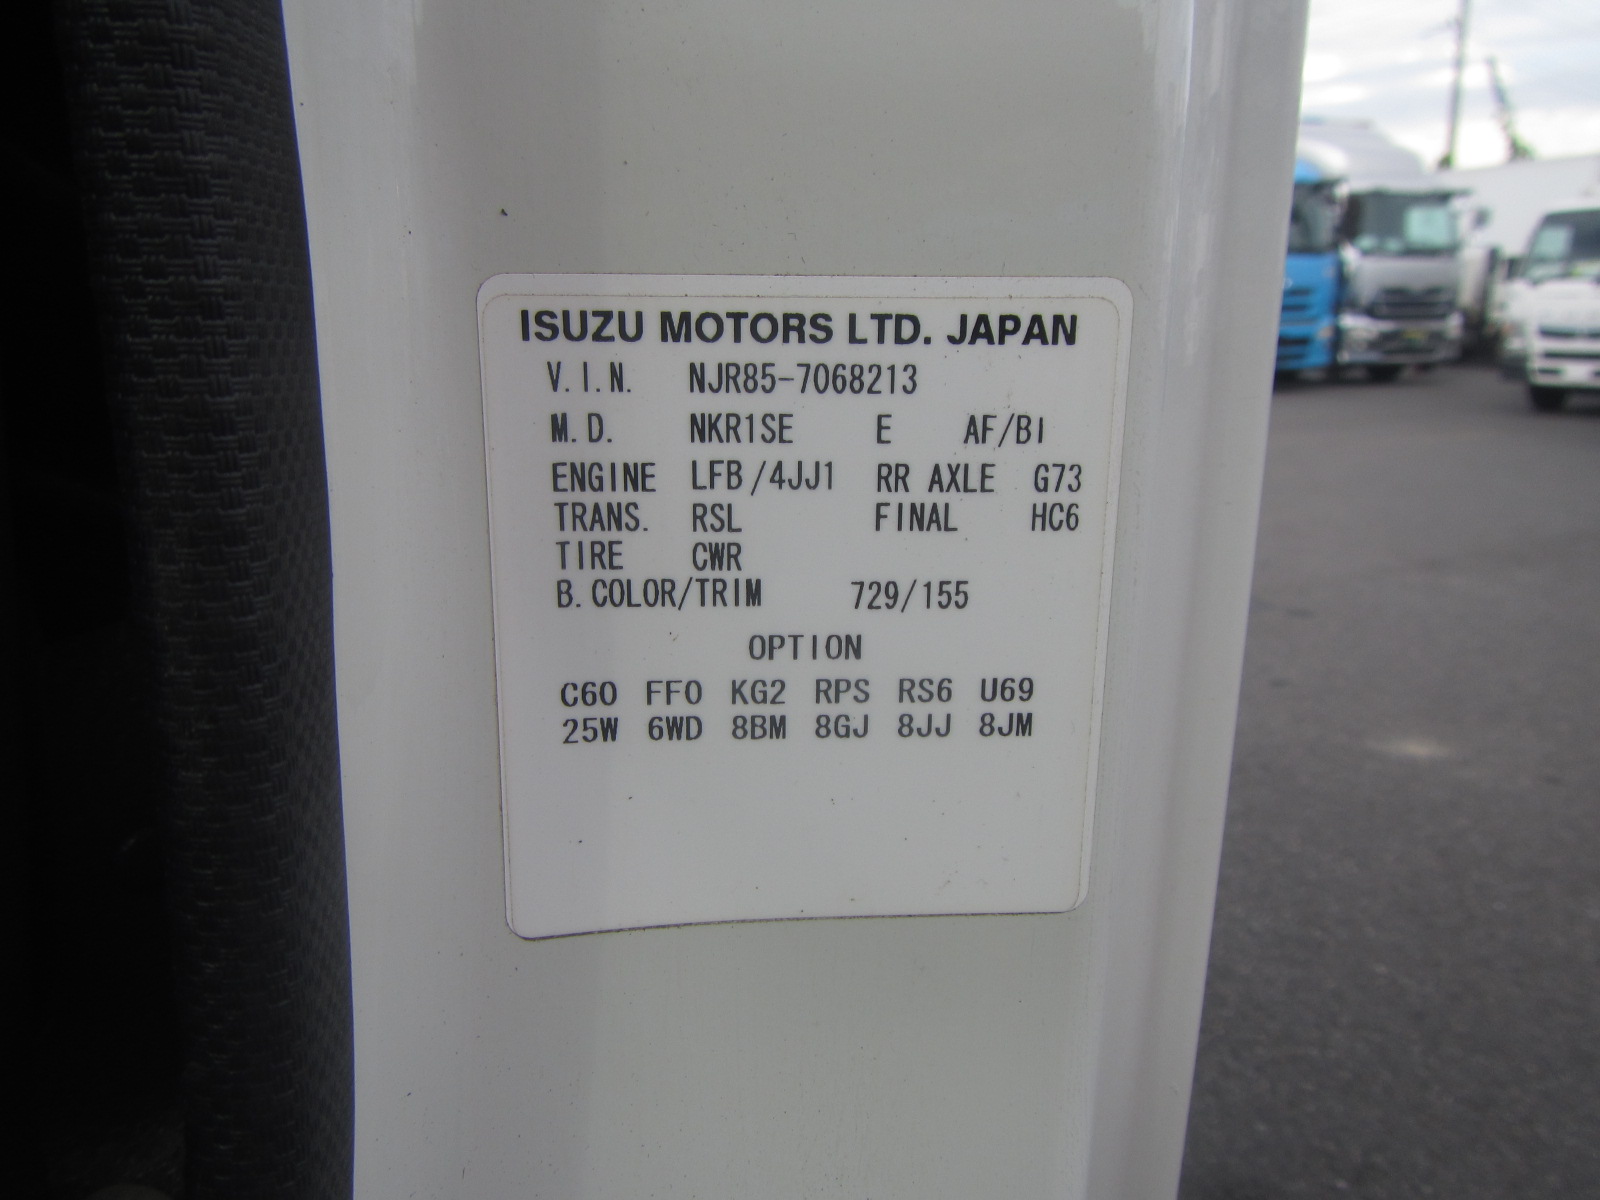 ISUZU MOTORS LTD. JAPAN
V.I.N. NJR85-7068213
M.D. NKR1SE E AF/BI
ENGINE LFB/4JJ1 RR AXLE G73
TRANS. RSL FINAL HC6
TIRE CWR
B.COLOR/TRIM 729/155
OPTION
C60 FF0 KG2 RPS RS6 U69
25W 6WD 8BM 8GJ 8JJ 8JM